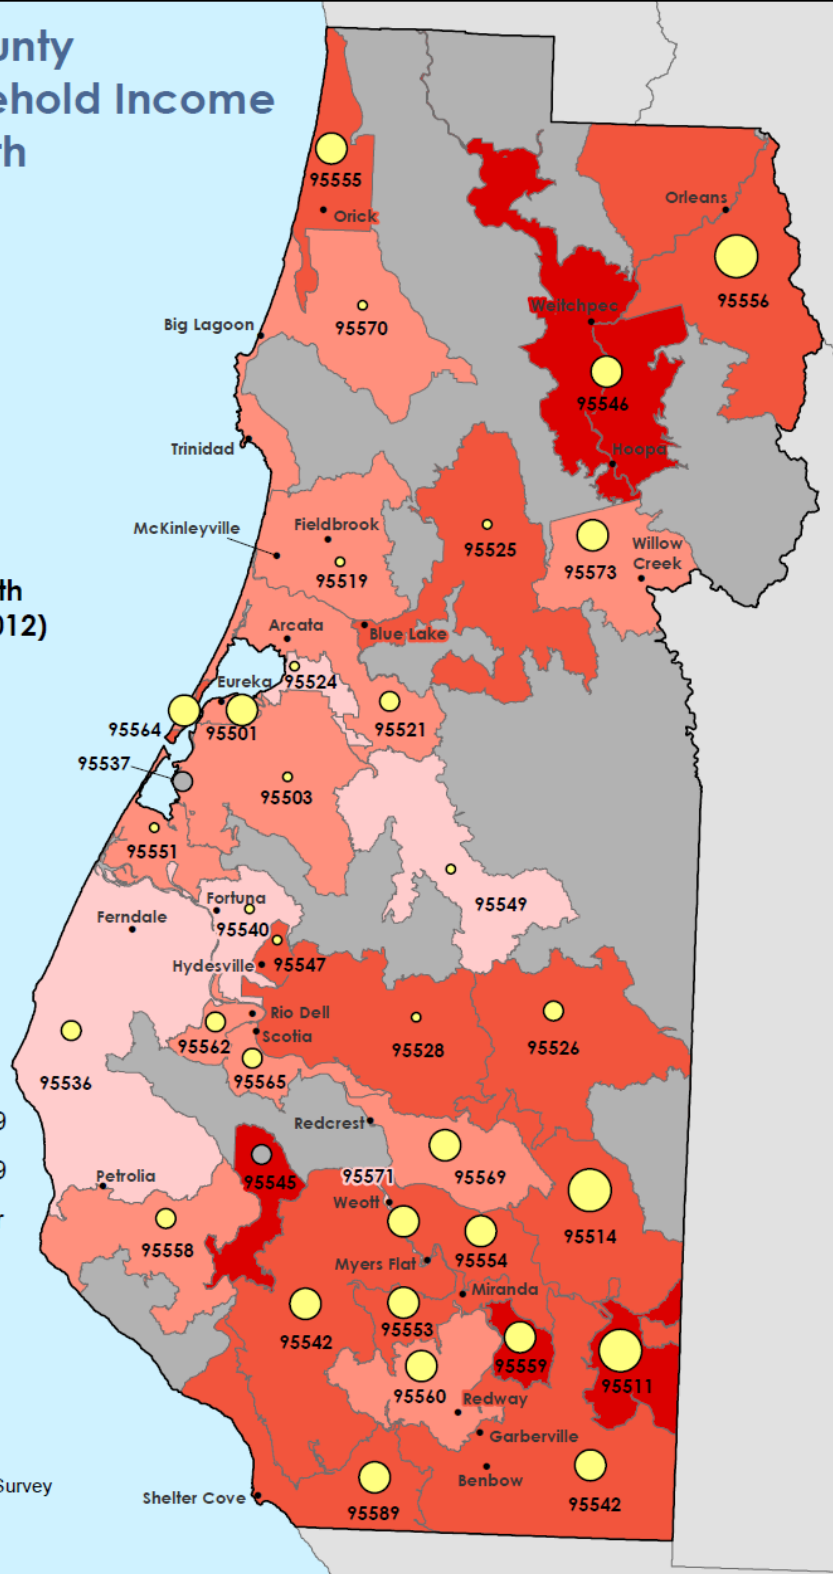 unty
ehold Income
th
95555
Orick
Orleans
95556
Big Lagoon
95570
Weitchpec
95546
Trinidad
Hoopa
McKinleyville
Fieldbrook
95519
95525
95573
Willow
Creek
th
012)
Arcata
Blue Lake
Eureka
95524
95564
95501
95521
95537
95503
95551
Fortuna
95540
95549
Ferndale
Hydesville
95547
Rio Dell
95562
Scotia
95528
95526
95536
95565
9
Redcrest
9
95571
95569
95545
Petrolia
Weott
r
95558
95514
Myers Flat
95554
Miranda
95542
95553
95559
95511
95560
Redway
Garberville
Survey
Benbow
Shelter Cove
95589
95542